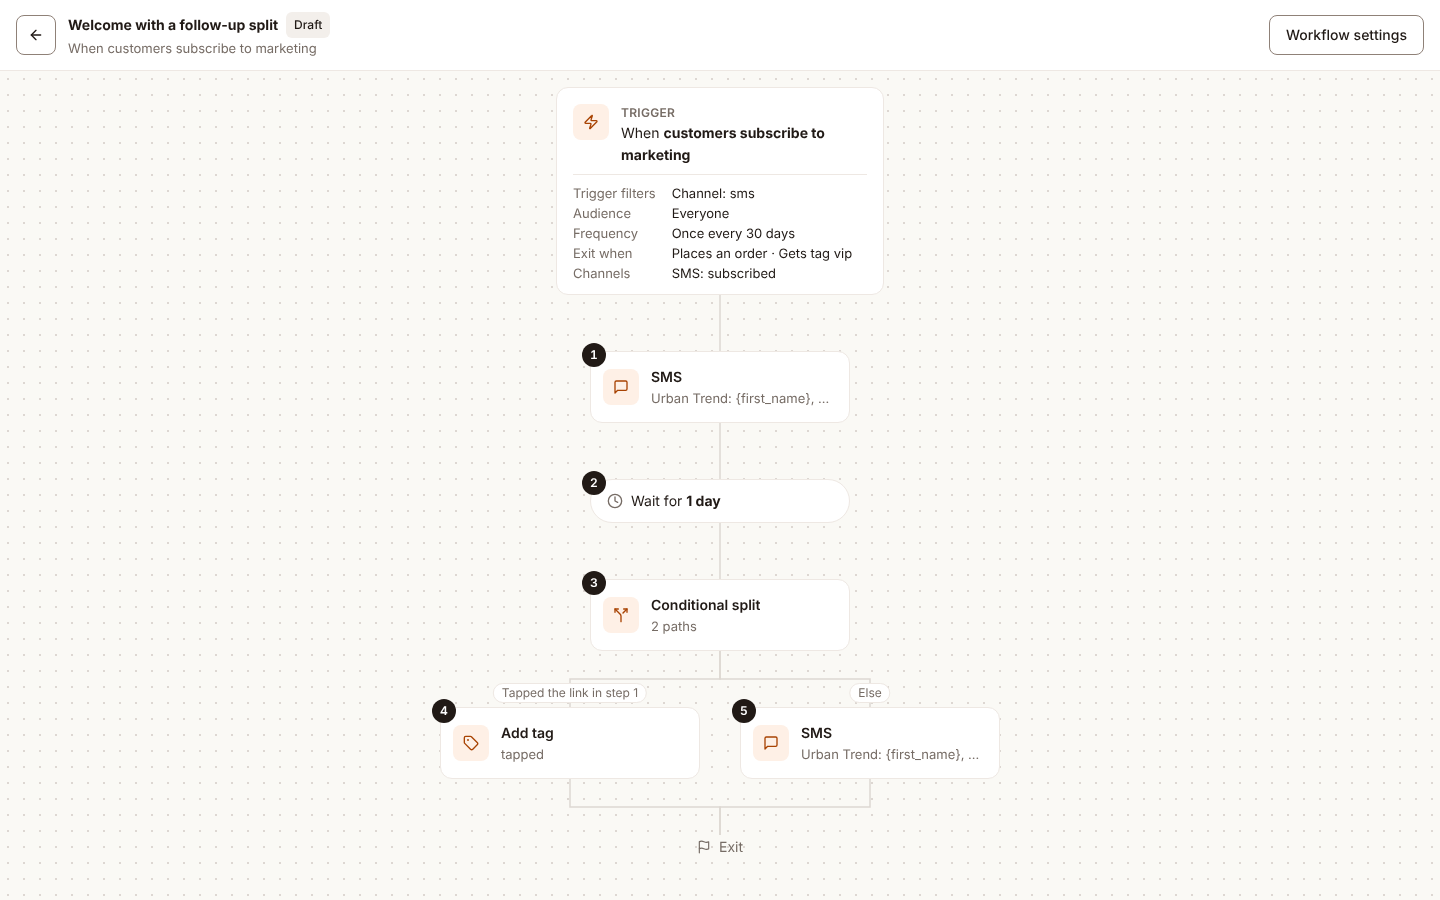 Welcome with a follow-up split
Draft
When customers subscribe to marketing
Workflow settings
TRIGGER
When customers subscribe to
marketing
Trigger filters Channel: sms
Audience Everyone
Frequency Once every 30 days
Exit when Places an order · Gets tag vip
Channels SMS: subscribed
1
SMS
Urban Trend: {first_name}, ...
2
Wait for 1 day
3
Conditional split
2 paths
Tapped the link in step 1
Else
4
Add tag
tapped
5
SMS
Urban Trend: {first_name}, ...
Exit